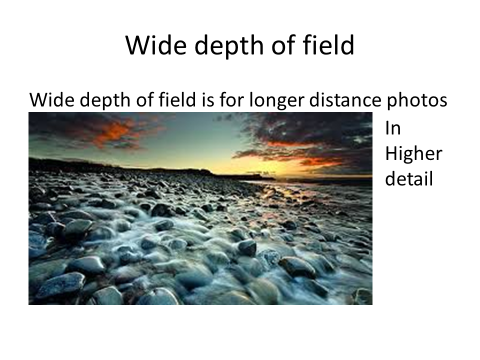 Wide depth of field
Wide depth of field is for longer distance photos
In
Higher
detail